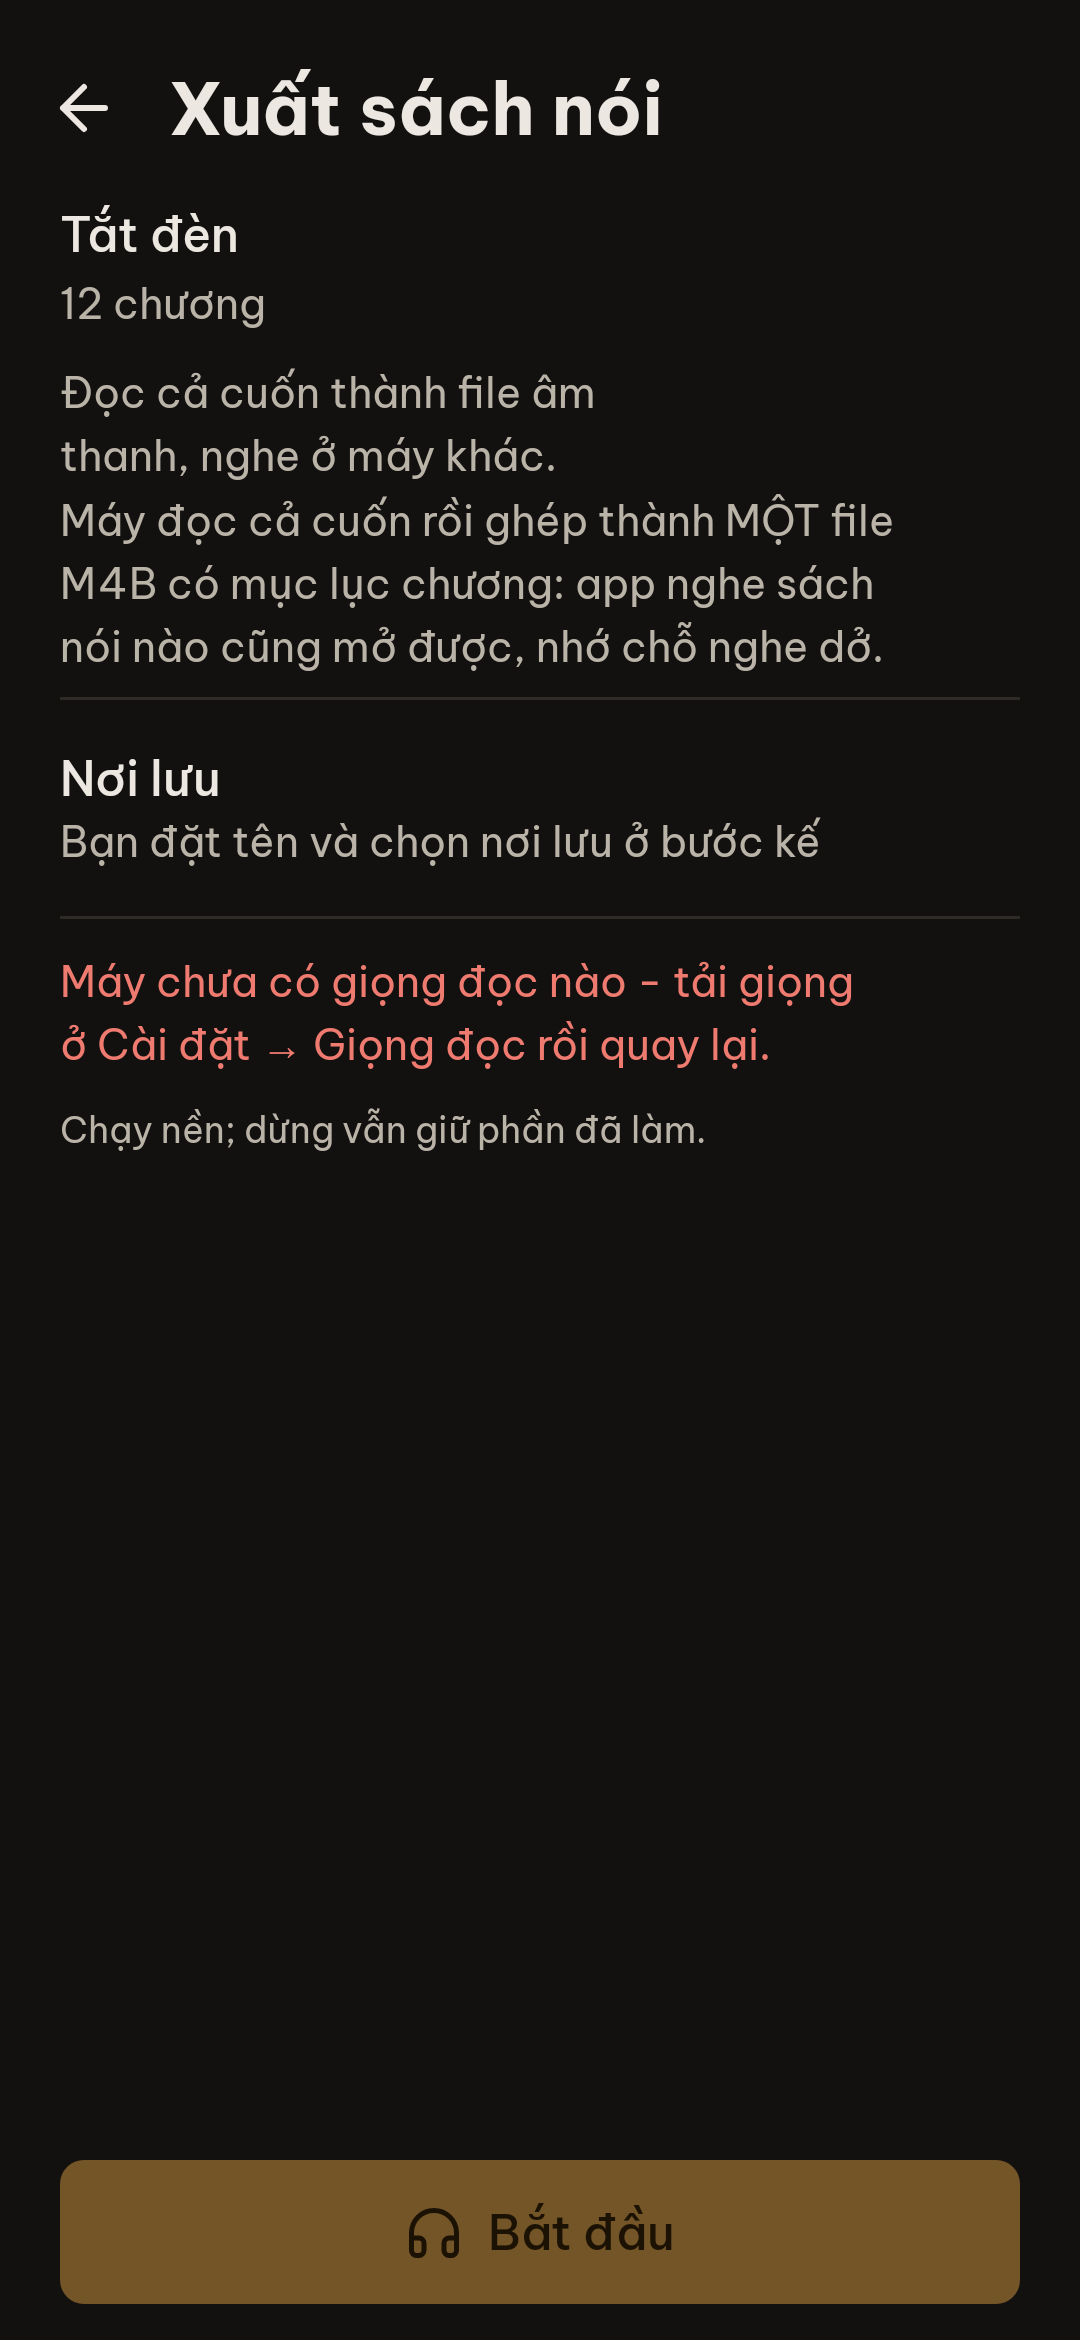 Xuất sách nói
Tắt đèn
12 chương
Đọc cả cuốn thành file âm
thanh, nghe ở máy khác.
Máy đọc cả cuốn rồi ghép thành MỘT file
M4B có mục lục chương: app nghe sách
nói nào cũng mở được, nhớ chỗ nghe dở.
Nơi lưu
Bạn đặt tên và chọn nơi lưu ở bước kế
Máy chưa có giọng đọc nào - tải giọng
ở Cài đặt → Giọng đọc rồi quay lại.
Chạy nền; dừng vẫn giữ phần đã làm.
Bắt đầu